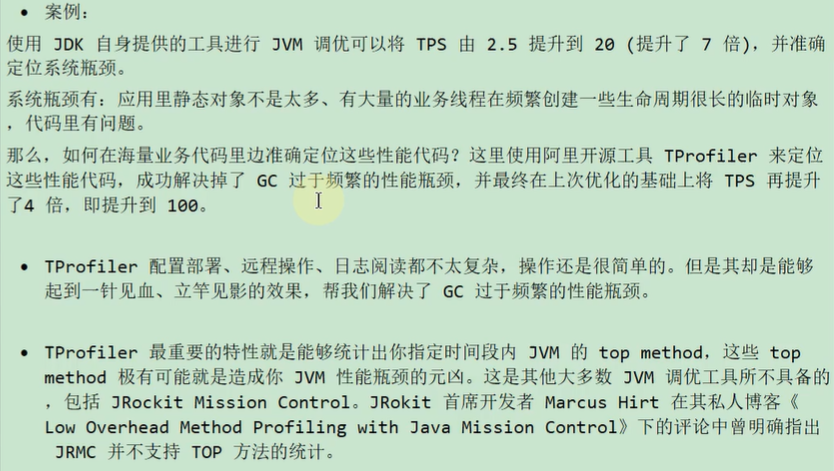 • 案例：
使用 JDK 自身提供的工具进行 JVM 调优可以将 TPS 由 2.5 提升到 20 (提升了 7 倍)，并准确
定位系统瓶颈。
系统瓶颈有：应用里静态对象不是太多、有大量的业务线程在频繁创建一些生命周期很长的临时对象
，代码里有问题。
那么，如何在海量业务代码里边准确定位这些性能代码？这里使用阿里开源工具 TProfiler 来定位
这些性能代码，成功解决掉了 GC 过于频繁的性能瓶颈，并最终在上次优化的基础上将 TPS 再提升
了4 倍，即提升到 100。
• TProfiler 配置部署、远程操作、日志阅读都不太复杂，操作还是很简单的。但是其却是能够
起到一针见血、立竿见影的效果，帮我们解决了 GC 过于频繁的性能瓶颈。
• TProfiler 最重要的特性就是能够统计出你指定时间段内 JVM 的 top method，这些 top
method 极有可能就是造成你 JVM 性能瓶颈的元凶。这是其他大多数 JVM 调优工具所不具备的
，包括 JRockit Mission Control。JRokit 首席开发者 Marcus Hirt 在其私人博客《
Low Overhead Method Profiling with Java Mission Control》下的评论中曾明确指出
JRMC 并不支持 TOP 方法的统计。